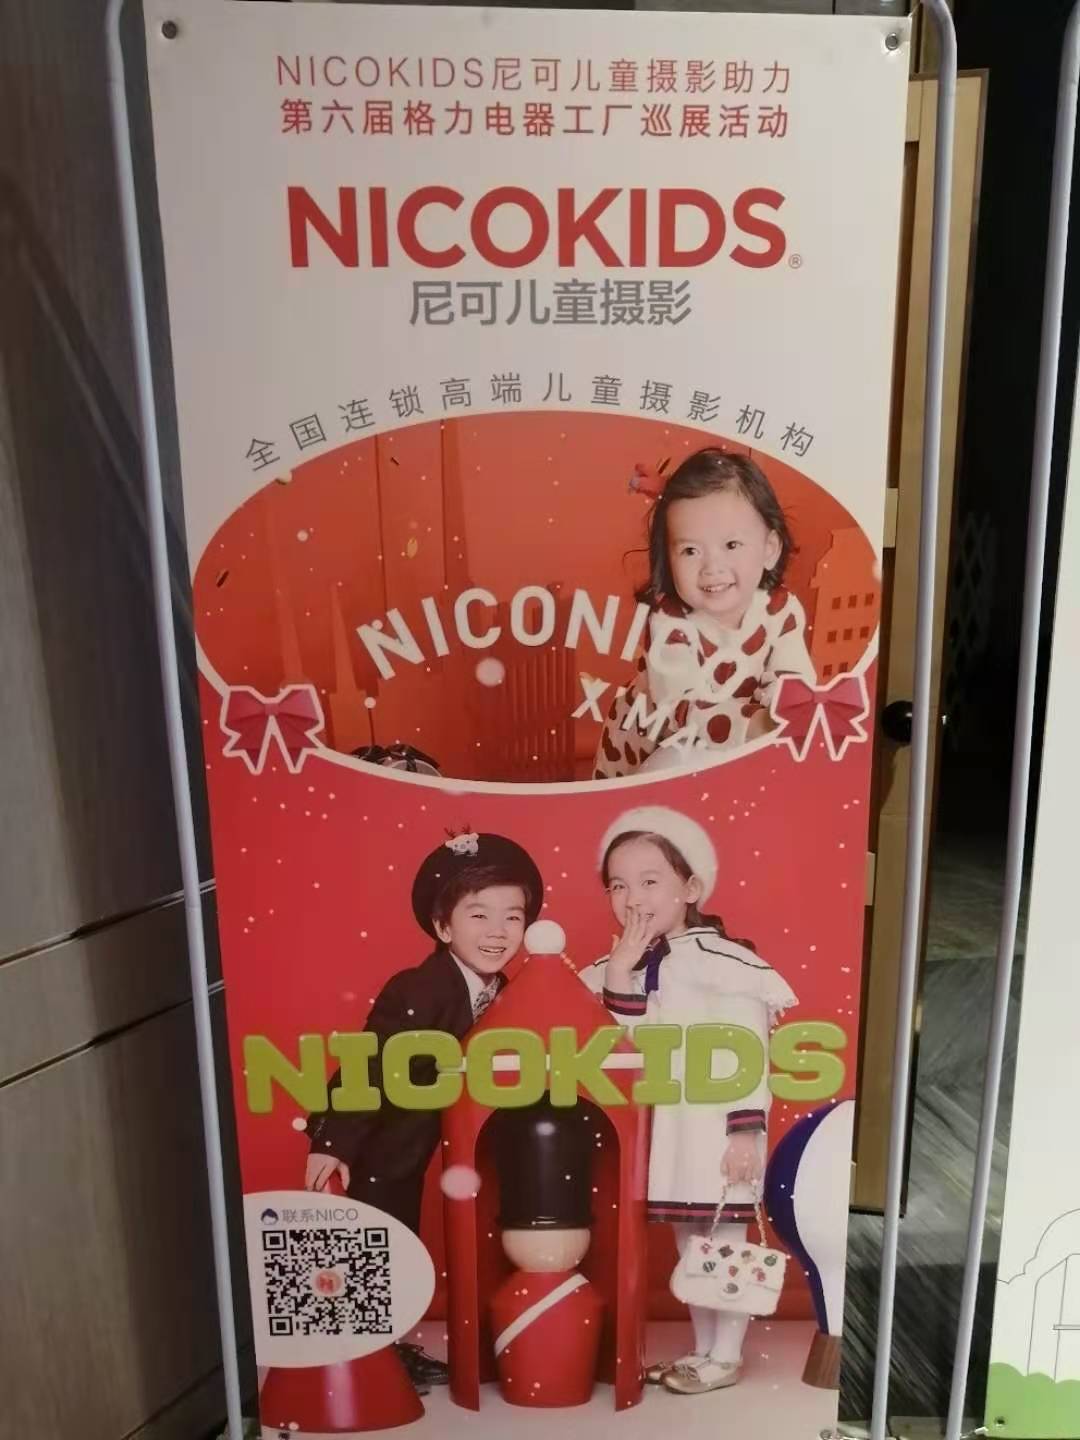 NICOKIDS尼可儿童摄影助力
第六届格力电器工厂巡展活动
NICOKIDS®
尼可儿童摄影
全国连锁高端儿童摄影机构
NICONIC
X'MA
NICOKIDS
联系NICO